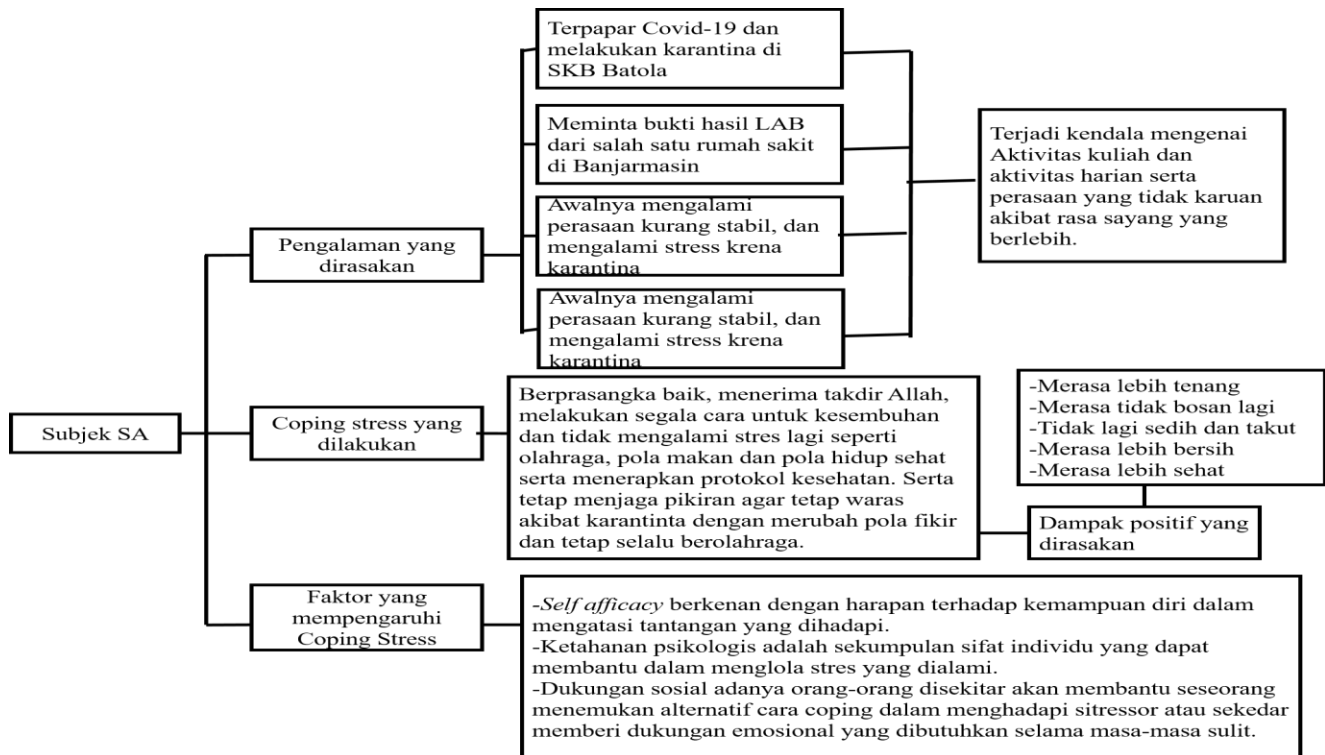 Subjek SA
Pengalaman yang
dirasakan
Terpapar Covid-19 dan
melakukan karantina di
SKB Batola
Meminta bukti hasil LAB
dari salah satu rumah sakit
di Banjarmasin
Awalnya mengalami
perasaan kurang stabil, dan
mengalami stress krena
karantina
Awalnya mengalami
perasaan kurang stabil, dan
mengalami stress krena
karantina
Terjadi kendala mengenai
Aktivitas kuliah dan
aktivitas harian serta
perasaan yang tidak karuan
akibat rasa sayang yang
berlebih.
Coping stress yang
dilakukan
Berprasangka baik, menerima takdir Allah,
melakukan segala cara untuk kesembuhan
dan tidak mengalami stres lagi seperti
olahraga, pola makan dan pola hidup sehat
serta menerapkan protokol kesehatan. Serta
tetap menjaga pikiran agar tetap waras
akibat karantinta dengan merubah pola fikir
dan tetap selalu berolahraga.
Dampak positif yang
dirasakan
-Merasa lebih tenang
-Merasa tidak bosan lagi
-Tidak lagi sedih dan takut
-Merasa lebih bersih
-Merasa lebih sehat
Faktor yang
mempengaruhi
Coping Stress
-Self afficacy berkenan dengan harapan terhadap kemampuan diri dalam
mengatasi tantangan yang dihadapi.
-Ketahanan psikologis adalah sekumpulan sifat individu yang dapat
membantu dalam menglola stres yang dialami.
-Dukungan sosial adanya orang-orang disekitar akan membantu seseorang
menemukan alternatif cara coping dalam menghadapi sitressor atau sekedar
memberi dukungan emosional yang dibutuhkan selama masa-masa sulit.